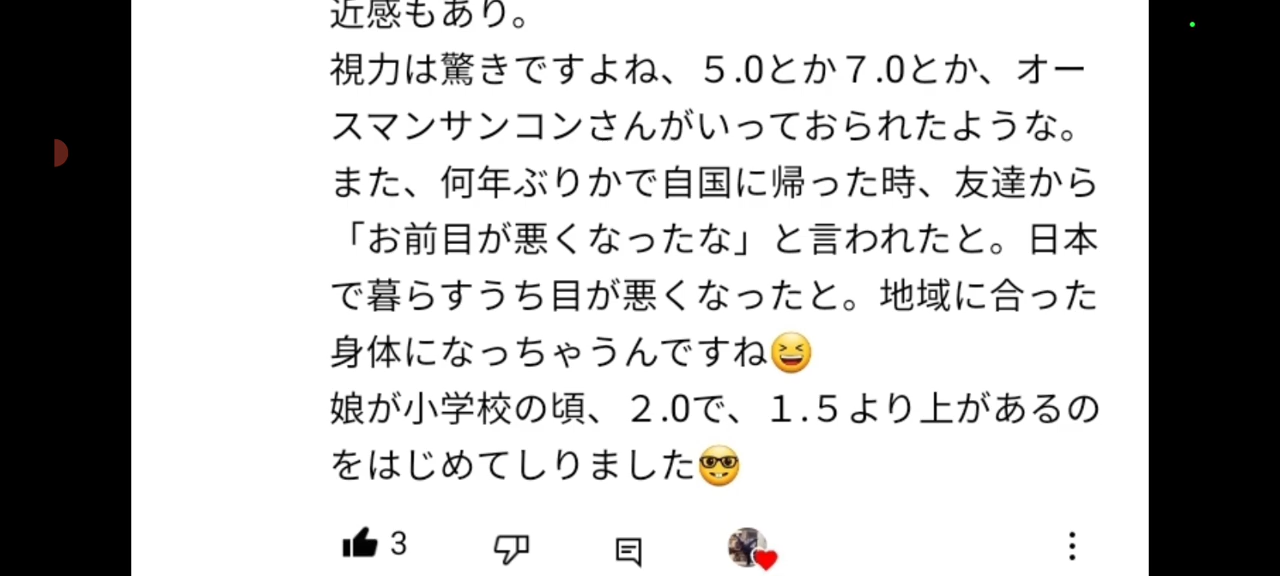 近感もあり。
視力は驚きですよね、５.0とか７.0とか、オー
スマンサンコンさんがいっておられたような。
また、何年ぶりかで自国に帰った時、友達から
「お前目が悪くなったな」と言われたと。日本
で暮らすうち目が悪くなったと。地域に合った
身体になっちゃうんですね😆
娘が小学校の頃、２.0で、１.５より上があるの
をはじめてしりました🤓
3